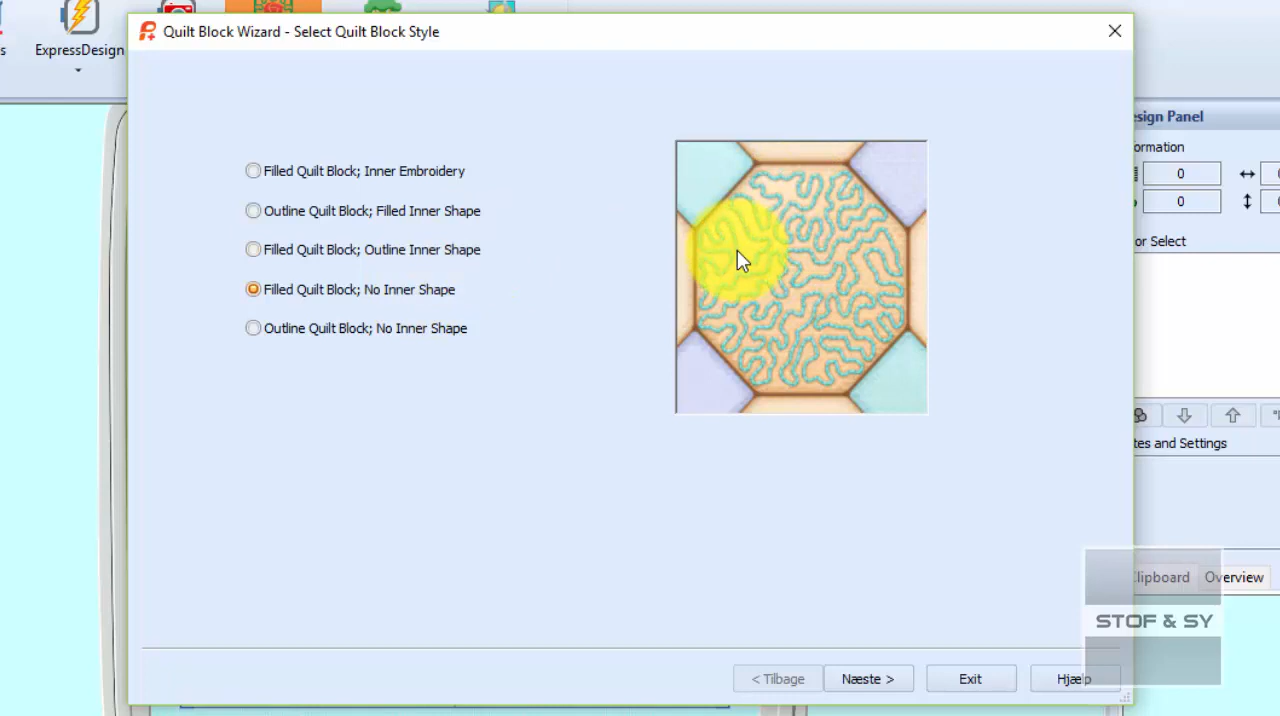 ExpressDesign
Quilt Block Wizard - Select Quilt Block Style
Filled Quilt Block; Inner Embroidery
Outline Quilt Block; Filled Inner Shape
Filled Quilt Block; Outline Inner Shape
Filled Quilt Block; No Inner Shape
Outline Quilt Block; No Inner Shape
< Tilbage
Næste >
Exit
Hjælp
esign Panel
ormation
0
0
or Select
tes and Settings
Clipboard
Overview
STOF & SY